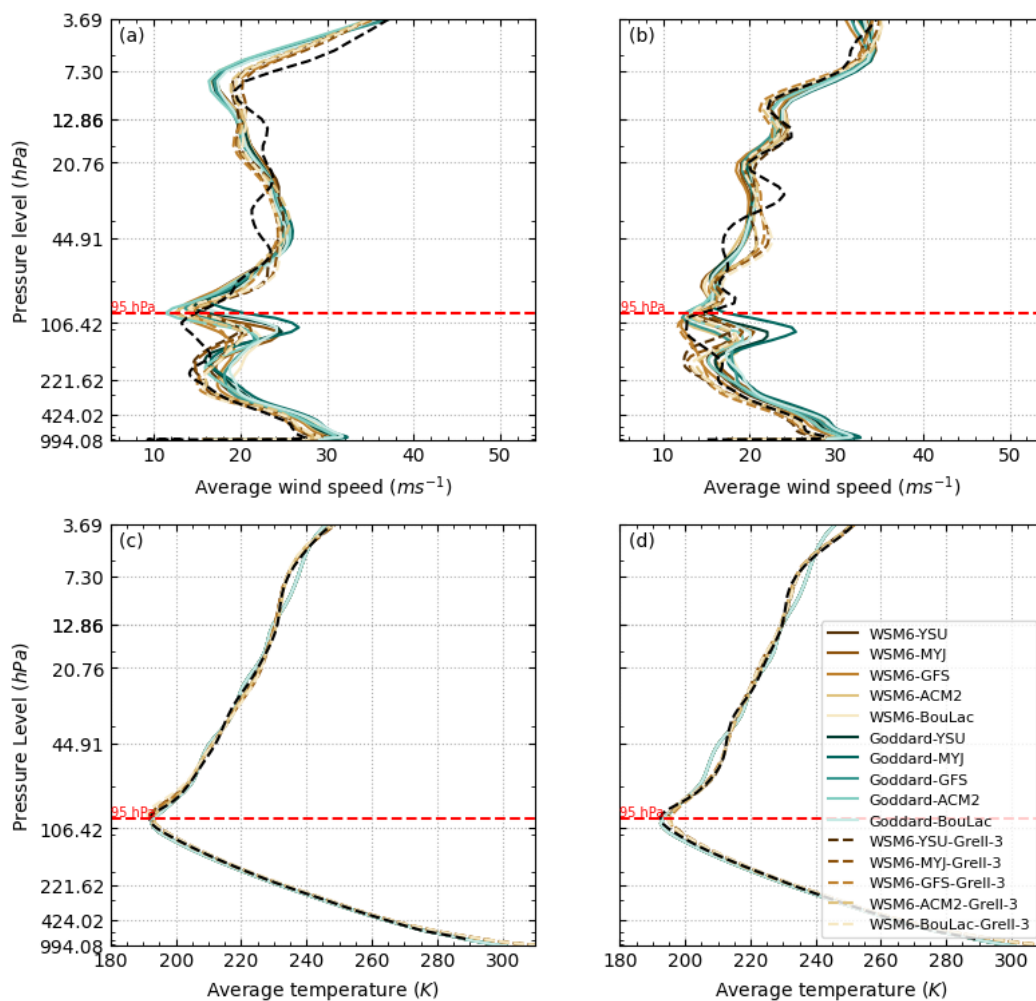 (a)
(b)
3.69
7.30
12.86
20.76
44.91
106.42
221.62
424.02
994.08
Pressure level (hPa)
95 hPa
95 hPa
10 20 30 40 50
10 20 30 40 50
Average wind speed (ms⁻¹)
Average wind speed (ms⁻¹)
(c)
(d)
3.69
7.30
12.86
20.76
44.91
106.42
221.62
424.02
994.08
Pressure Level (hPa)
95 hPa
95 hPa
WSM6-YSU
WSM6-MYJ
WSM6-GFS
WSM6-ACM2
WSM6-BouLac
Goddard-YSU
Goddard-MYJ
Goddard-GFS
Goddard-ACM2
Goddard-BouLac
WSM6-YSU-Grell-3
WSM6-MYJ-Grell-3
WSM6-GFS-Grell-3
WSM6-ACM2-Grell-3
WSM6-BouLac-Grell-3
180 200 220 240 260 280 300
180 200 220 240 260 280 300
Average temperature (K)
Average temperature (K)